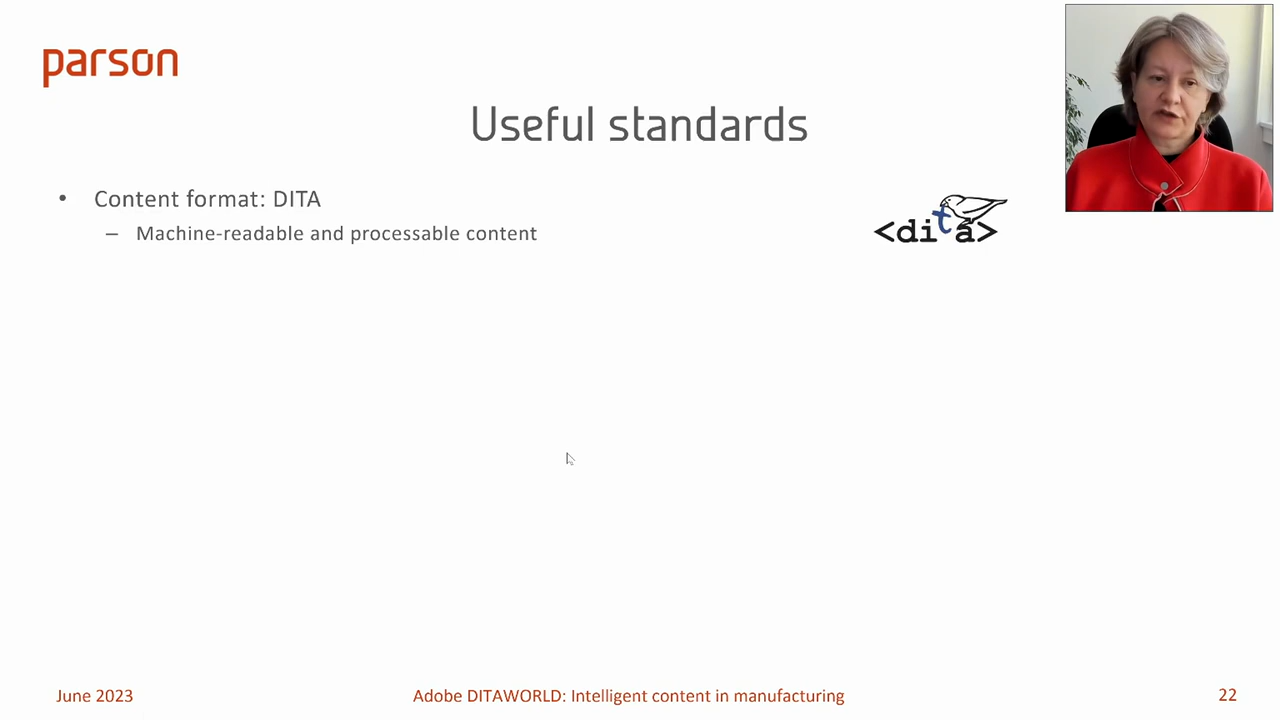 parson
Useful standards
• Content format: DITA
– Machine-readable and processable content
<dita>
June 2023
Adobe DITAWORLD: Intelligent content in manufacturing
22